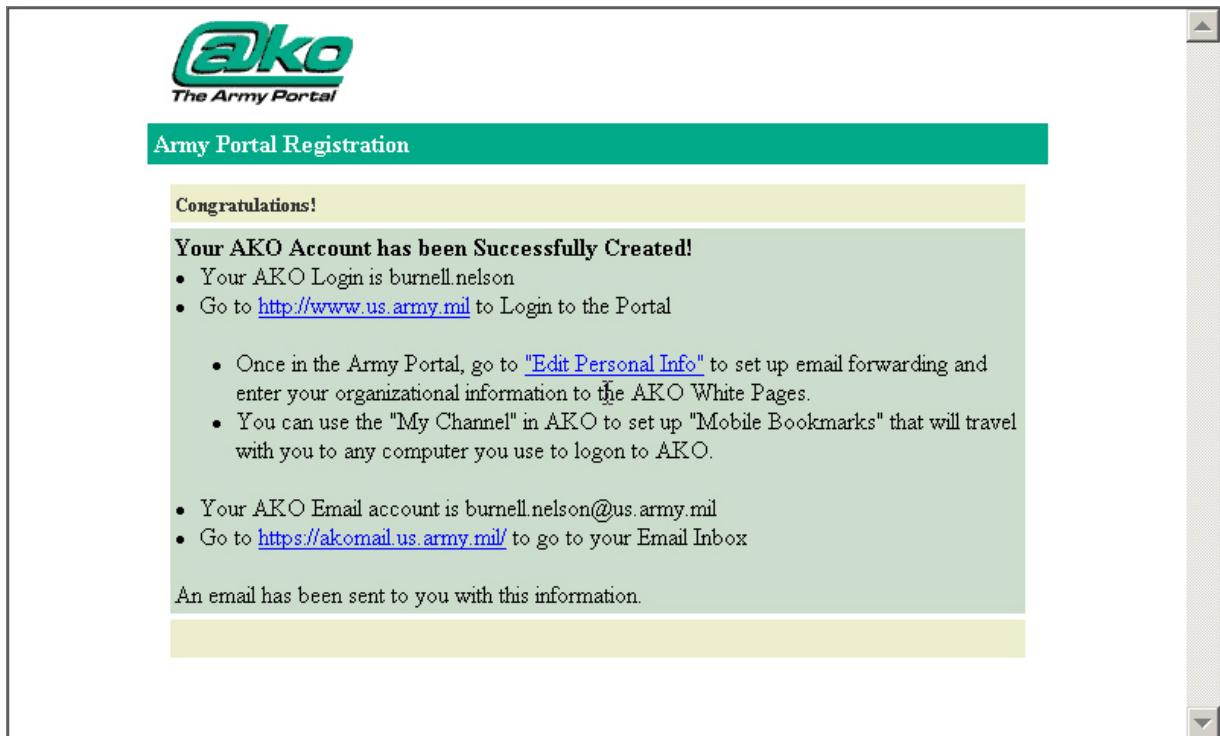 @ko
The Army Portal
Army Portal Registration
Congratulations!
Your AKO Account has been Successfully Created!
• Your AKO Login is burnell.nelson
• Go to http://www.us.army.mil to Login to the Portal
• Once in the Army Portal, go to "Edit Personal Info" to set up email forwarding and
enter your organizational information to the AKO White Pages.
• You can use the "My Channel" in AKO to set up "Mobile Bookmarks" that will travel
with you to any computer you use to logon to AKO.
• Your AKO Email account is burnell.nelson@us.army.mil
• Go to https://akomail.us.army.mil/ to go to your Email Inbox
An email has been sent to you with this information.